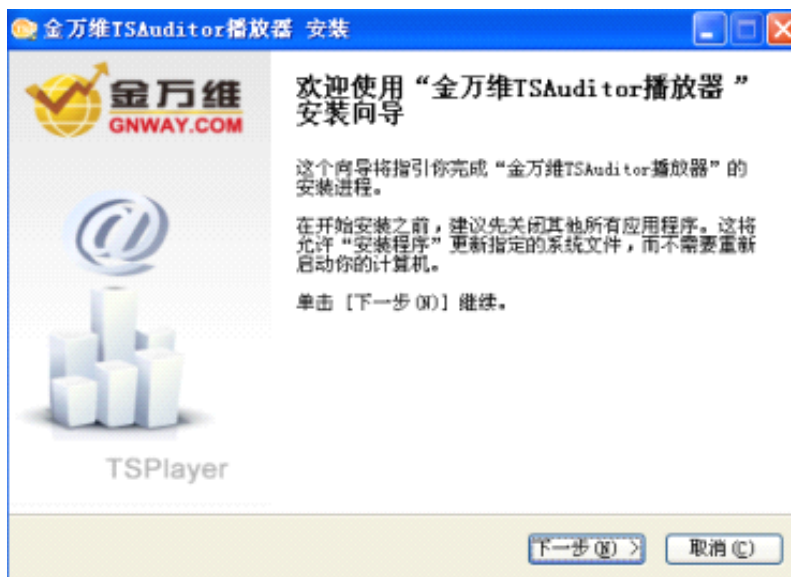 金万维TSAuditor播放器 安装
金万维
GNWAY.COM
欢迎使用“金万维TSAuditor播放器 ”
安装向导
这个向导将指引你完成“金万维TSAuditor播放器”的
安装进程。
在开始安装之前，建议先关闭其他所有应用程序。这将
允许“安装程序”更新指定的系统文件，而不需要重新
启动你的计算机。
单击 [下一步(N)] 继续。
TSPlayer
下一步(N) >
取消(C)